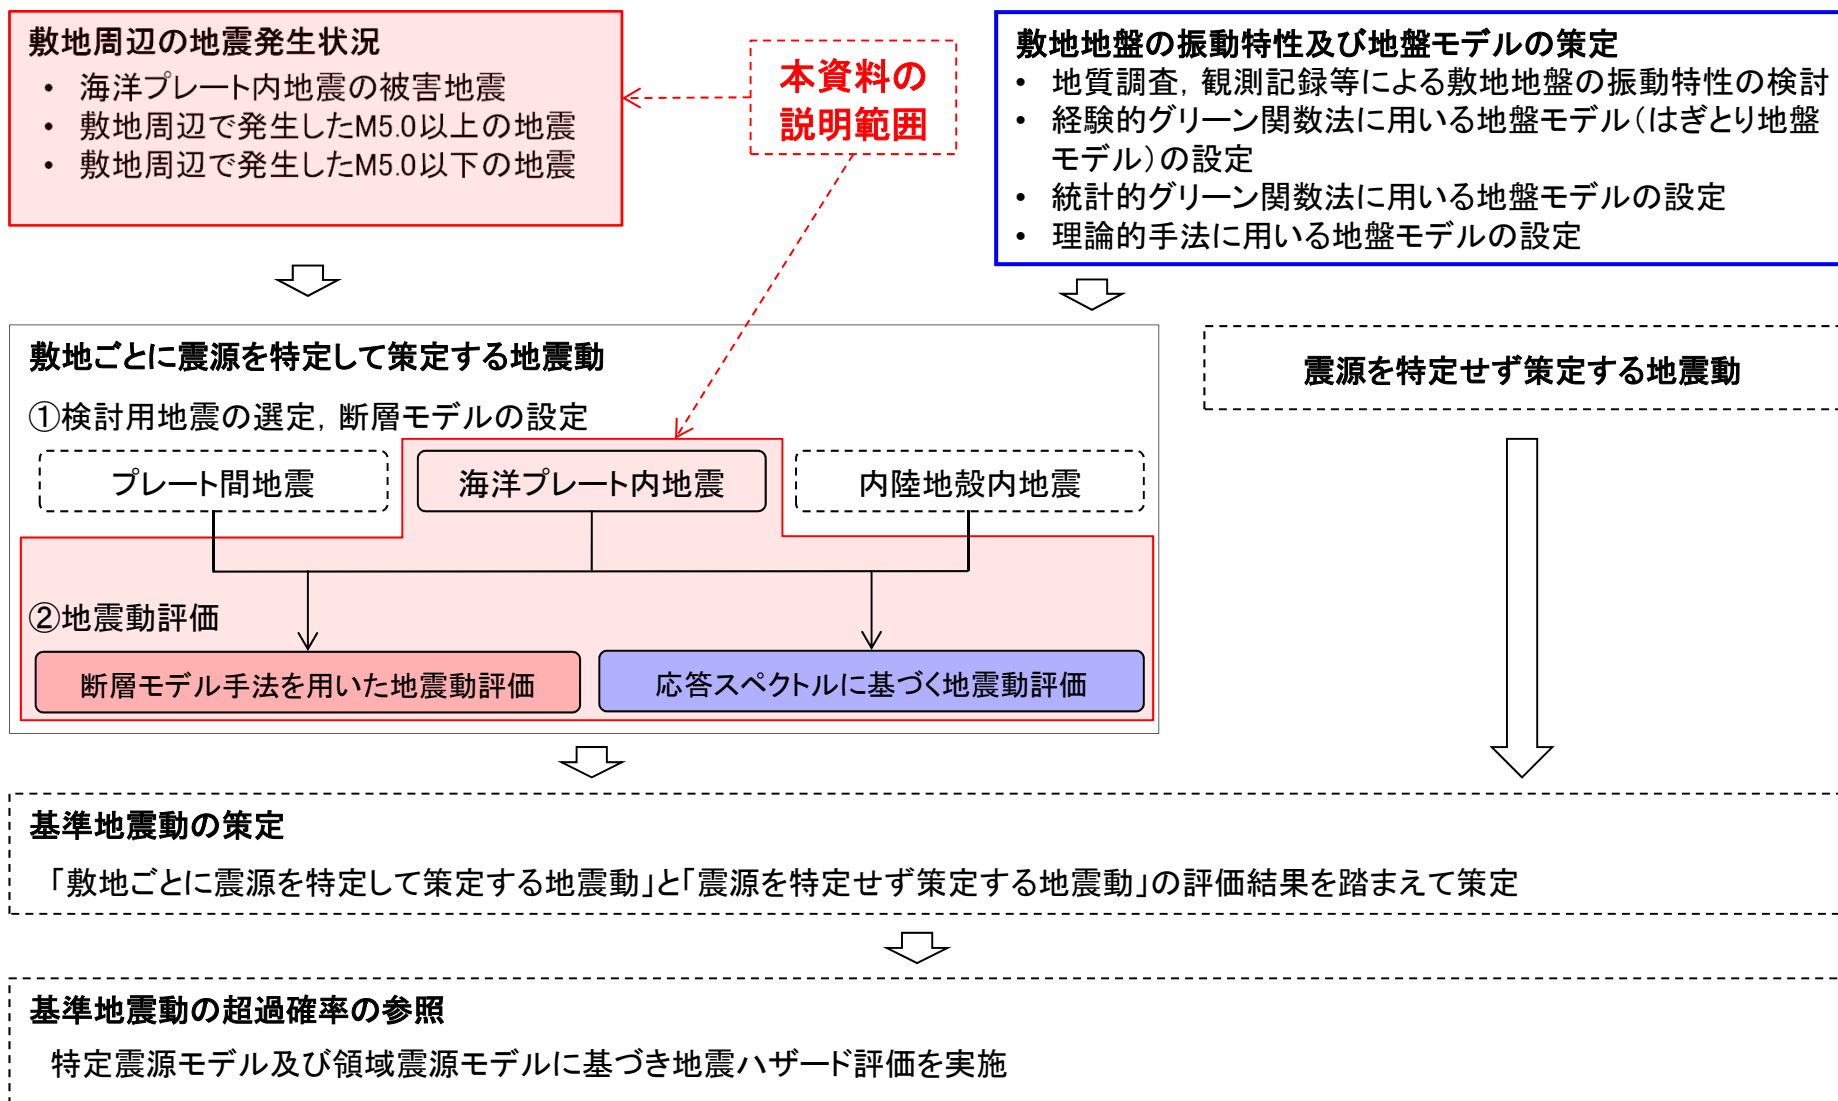 敷地周辺の地震発生状況
• 海洋プレート内地震の被害地震
• 敷地周辺で発生したM5.0以上の地震
• 敷地周辺で発生したM5.0以下の地震
本資料の
説明範囲
敷地地盤の振動特性及び地盤モデルの策定
• 地質調査，観測記録等による敷地地盤の振動特性の検討
• 経験的グリーン関数法に用いる地盤モデル（はぎとり地盤
モデル）の設定
• 統計的グリーン関数法に用いる地盤モデルの設定
• 理論的手法に用いる地盤モデルの設定
敷地ごとに震源を特定して策定する地震動
①検討用地震の選定，断層モデルの設定
プレート間地震
海洋プレート内地震
内陸地殻内地震
②地震動評価
断層モデル手法を用いた地震動評価
応答スペクトルに基づく地震動評価
震源を特定せず策定する地震動
基準地震動の策定
「敷地ごとに震源を特定して策定する地震動」と「震源を特定せず策定する地震動」の評価結果を踏まえて策定
基準地震動の超過確率の参照
特定震源モデル及び領域震源モデルに基づき地震ハザード評価を実施